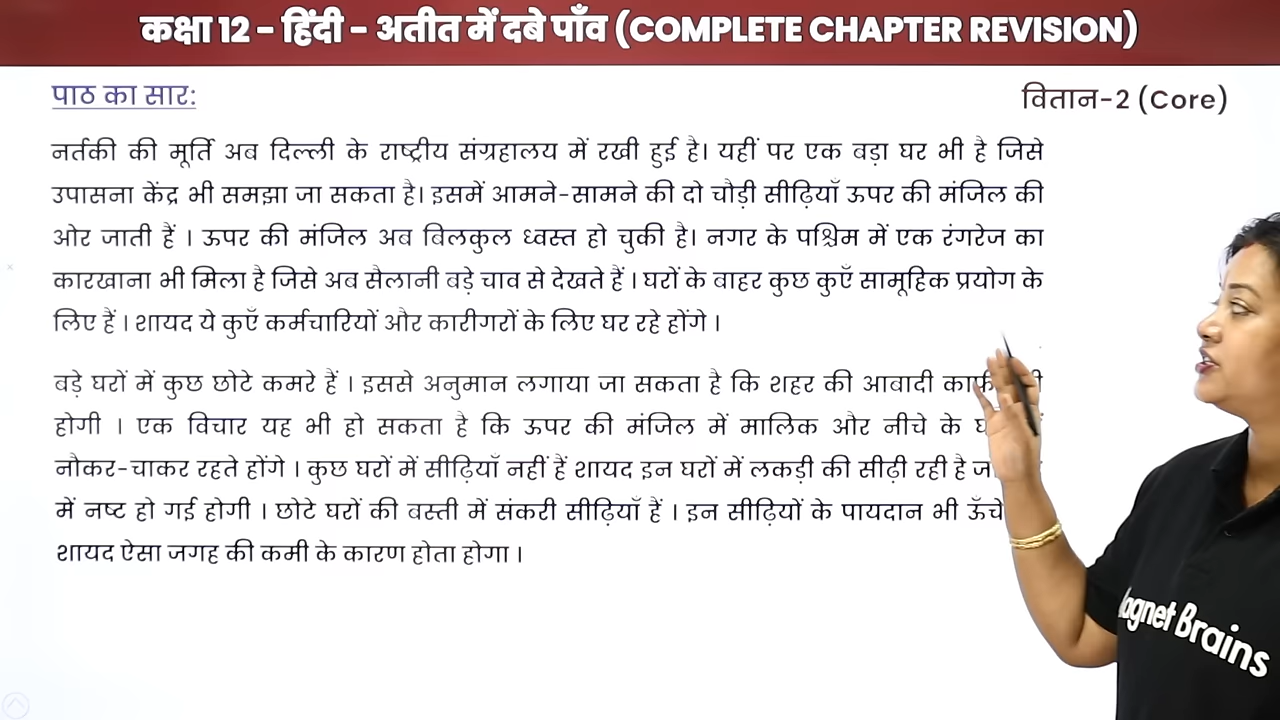 कक्षा 12 - हिंदी - अतीत में दबे पाँव (COMPLETE CHAPTER REVISION)
पाठ का सार:
वितान-2 (Core)
नर्तकी की मूर्ति अब दिल्ली के राष्ट्रीय संग्रहालय में रखी हुई है। यहीं पर एक बड़ा घर भी है जिसे
उपासना केंद्र भी समझा जा सकता है। इसमें आमने-सामने की दो चौड़ी सीढ़ियाँ ऊपर की मंजिल की
ओर जाती हैं । ऊपर की मंजिल अब बिलकुल ध्वस्त हो चुकी है। नगर के पश्चिम में एक रंगरेज का
कारखाना भी मिला है जिसे अब सैलानी बड़े चाव से देखते हैं । घरों के बाहर कुछ कुएँ सामूहिक प्रयोग के
लिए हैं । शायद ये कुएँ कर्मचारियों और कारीगरों के लिए घर रहे होंगे ।
बड़े घरों में कुछ छोटे कमरे हैं । इससे अनुमान लगाया जा सकता है कि शहर की आबादी
होगी । एक विचार यह भी हो सकता है कि ऊपर की मंजिल में मालिक और नीचे के
नौकर-चाकर रहते होंगे । कुछ घरों में सीढ़ियाँ नहीं हैं शायद इन घरों में लकड़ी की सीढ़ी रही है
में नष्ट हो गई होगी । छोटे घरों की बस्ती में संकरी सीढ़ियाँ हैं । इन सीढ़ियों के पायदान भी ऊँचे
शायद ऐसा जगह की कमी के कारण होता होगा ।
Brains